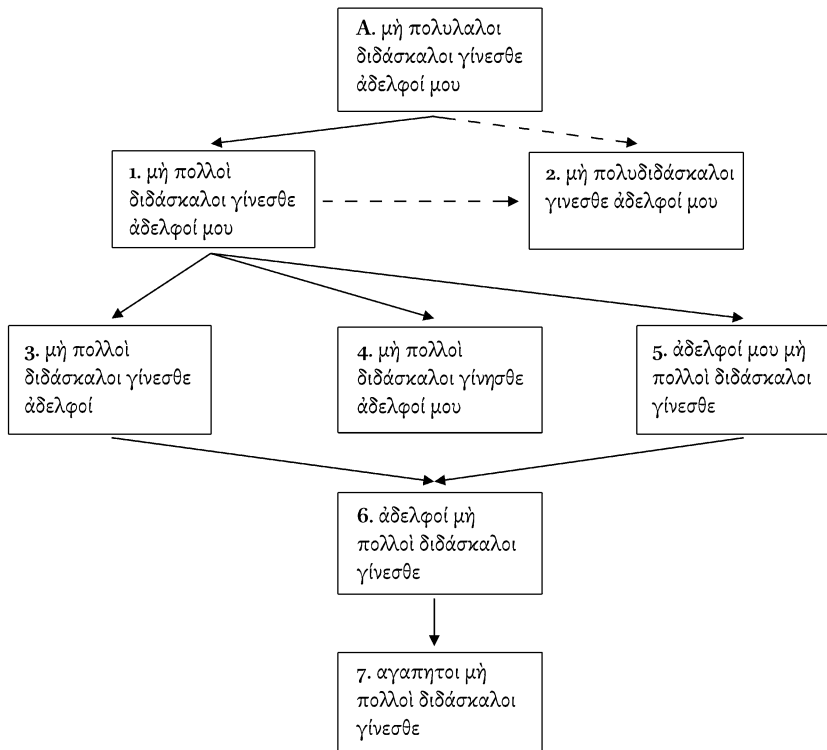 A. μὴ πολυλαλοι
διδάσκαλοι γίνεσθε
ἀδελφοί μου
1. μὴ πολλοὶ
διδάσκαλοι γίνεσθε
ἀδελφοί μου
2. μὴ πολυδιδάσκαλοι
γινεσθε ἀδελφοί μου
3. μὴ πολλοὶ
διδάσκαλοι γίνεσθε
ἀδελφοί
4. μὴ πολλοὶ
διδάσκαλοι γίνησθε
ἀδελφοί μου
5. ἀδελφοί μου μὴ
πολλοὶ διδάσκαλοι
γίνεσθε
6. ἀδελφοί μὴ
πολλοὶ διδάσκαλοι
γίνεσθε
7. αγαπητοι μὴ
πολλοὶ διδάσκαλοι
γίνεσθε